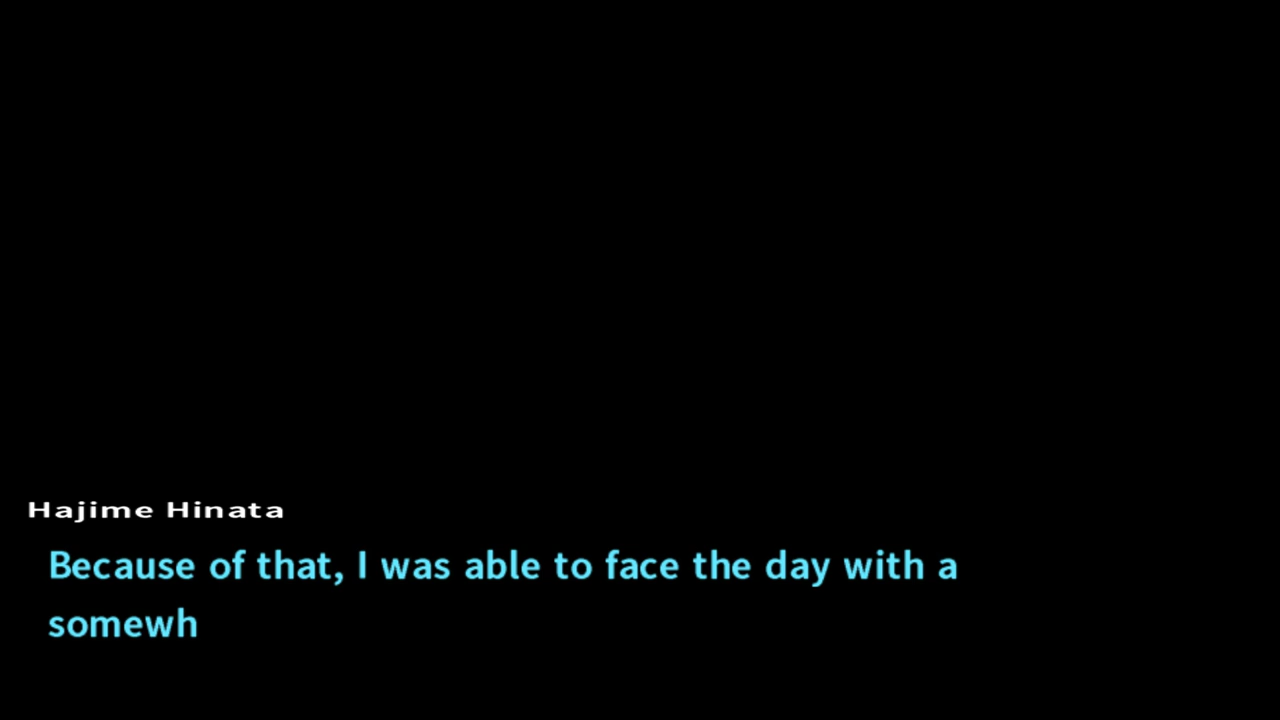 Hajime Hinata
Because of that, I was able to face the day with a
somewh